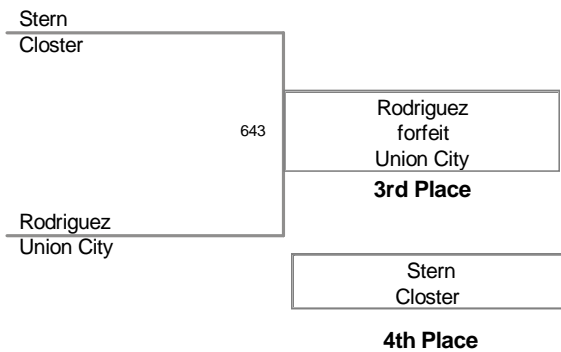 Stern
Closter
643
Rodriguez
forfeit
Union City
3rd Place
Rodriguez
Union City
Stern
Closter
4th Place